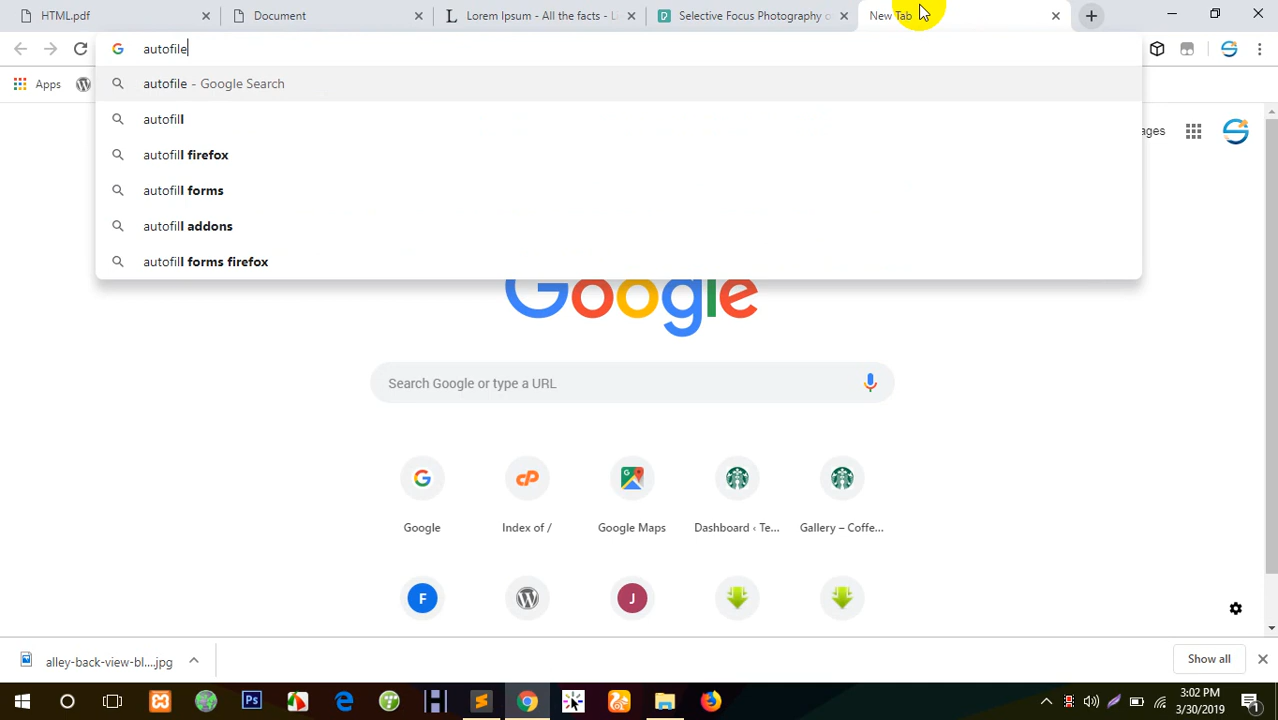 HTML.pdf
Document
L Lorem Ipsum - All the facts - Li
Selective Focus Photography o
New Tab
autofile
Apps
autofile - Google Search
autofill
autofill firefox
autofill forms
autofill addons
autofill forms firefox
ages
Google
Search Google or type a URL
Google
Index of /
Google Maps
Dashboard ‹ Te...
Gallery – Coffe...
F
J
alley-back-view-bl....jpg
Show all
Ps
3:02 PM
3/30/2019